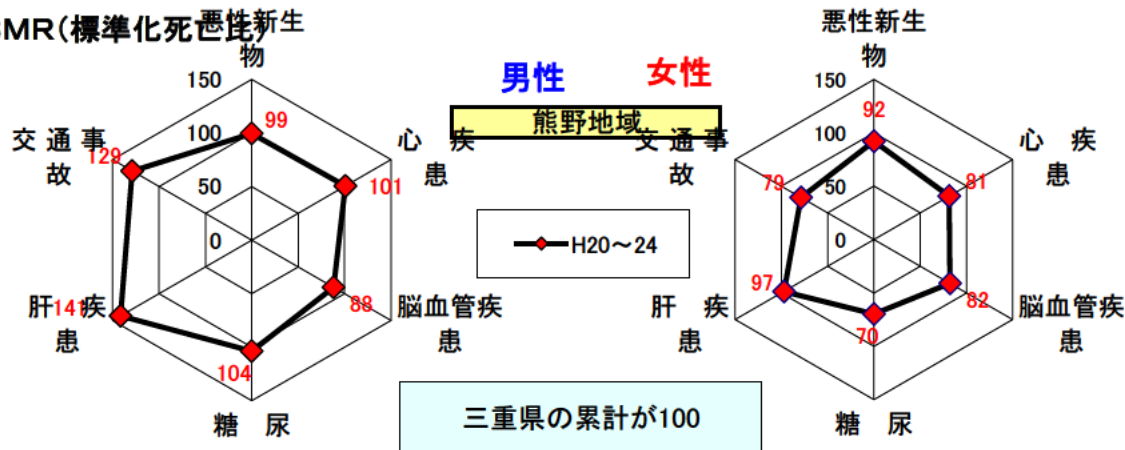 SMR(標準化死亡比)
悪性新生
物
150
100
50
0
99
心 疾
患
101
脳血管疾
患
88
糖 尿
104
肝 疾
患
141
交 通 事
故
129
男性
女性
熊野地域
H20～24
三重県の累計が100
悪性新生
物
150
100
50
0
92
心 疾
患
81
脳血管疾
患
82
糖 尿
70
肝 疾
患
97
交 通 事
故
79